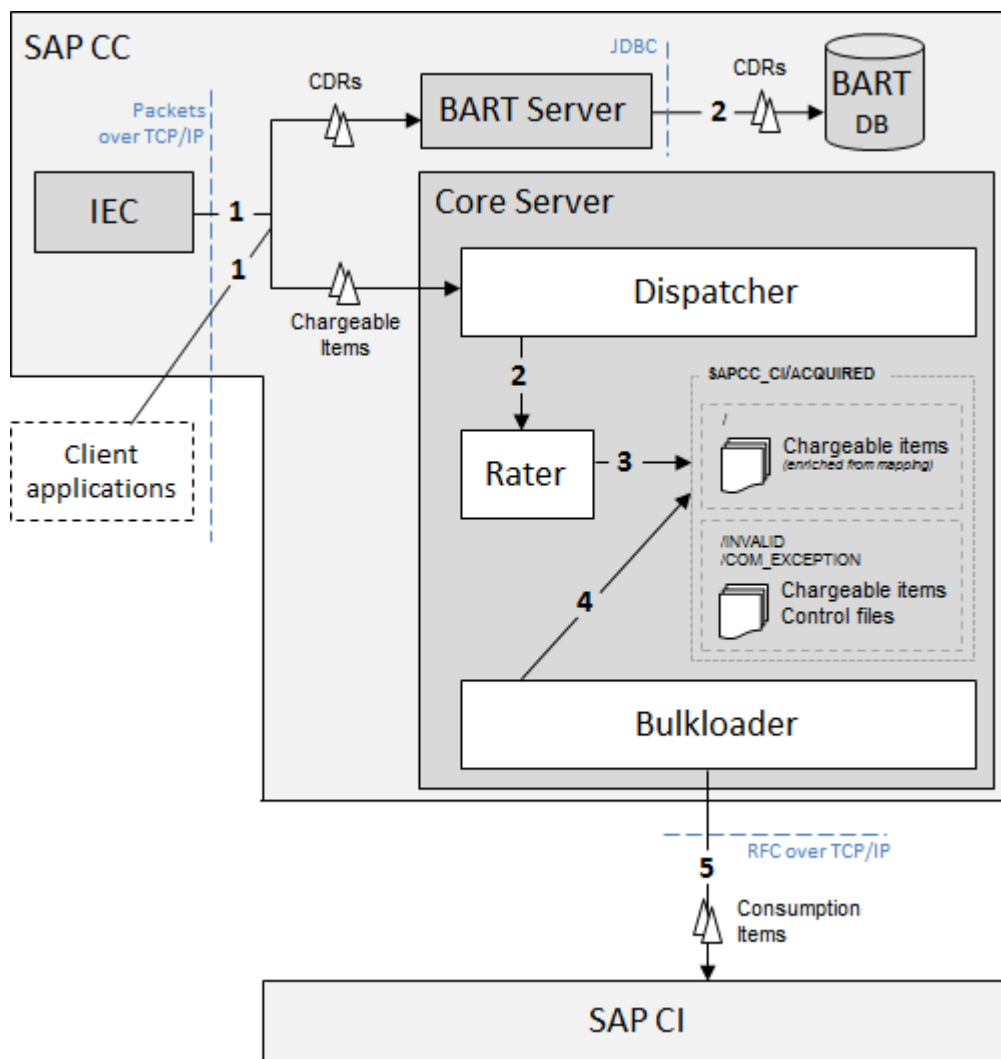 SAP CC
JDBC
CDRs
CDRs
BART
DB
BART Server
2
Packets
over TCP/IP
IEC
1
Core Server
1
Dispatcher
Chargeable
Items
2
$APCC_CI/ACQUIRED
/
Chargeable items
(enriched from mapping)
Client
applications
Rater
3
/INVALID
/COM_EXCEPTION
Chargeable items
Control files
4
Bulkloader
RFC over TCP/IP
5
Consumption
Items
SAP CI